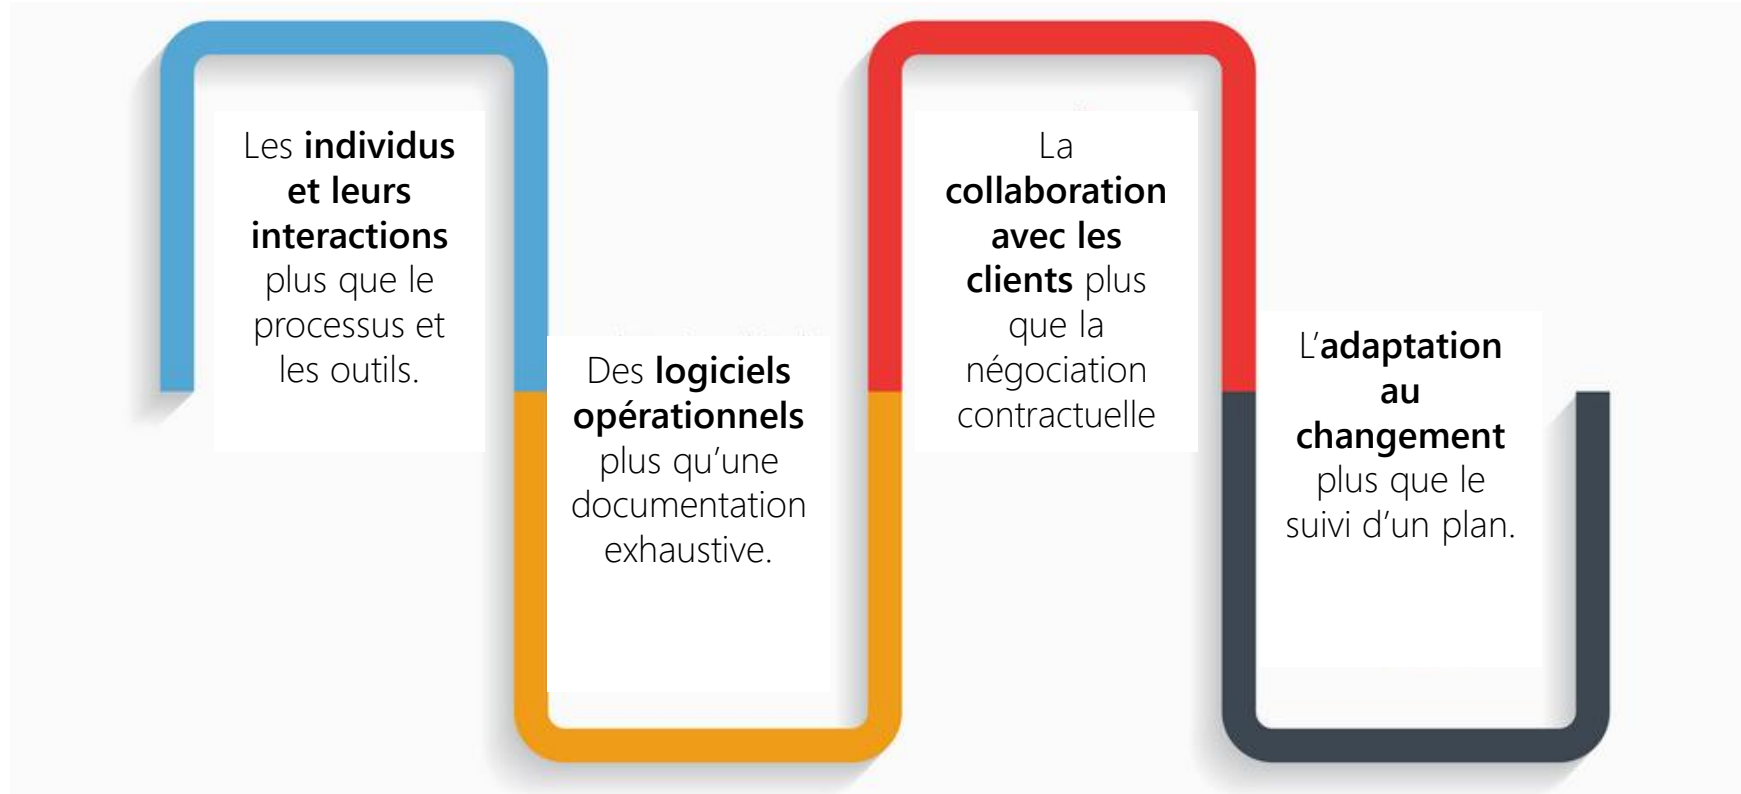 Les individus
et leurs
interactions
plus que le
processus et
les outils.
Des logiciels
opérationnels
plus qu’une
documentation
exhaustive.
La
collaboration
avec les
clients plus
que la
négociation
contractuelle
L’adaptation
au
changement
plus que le
suivi d’un plan.